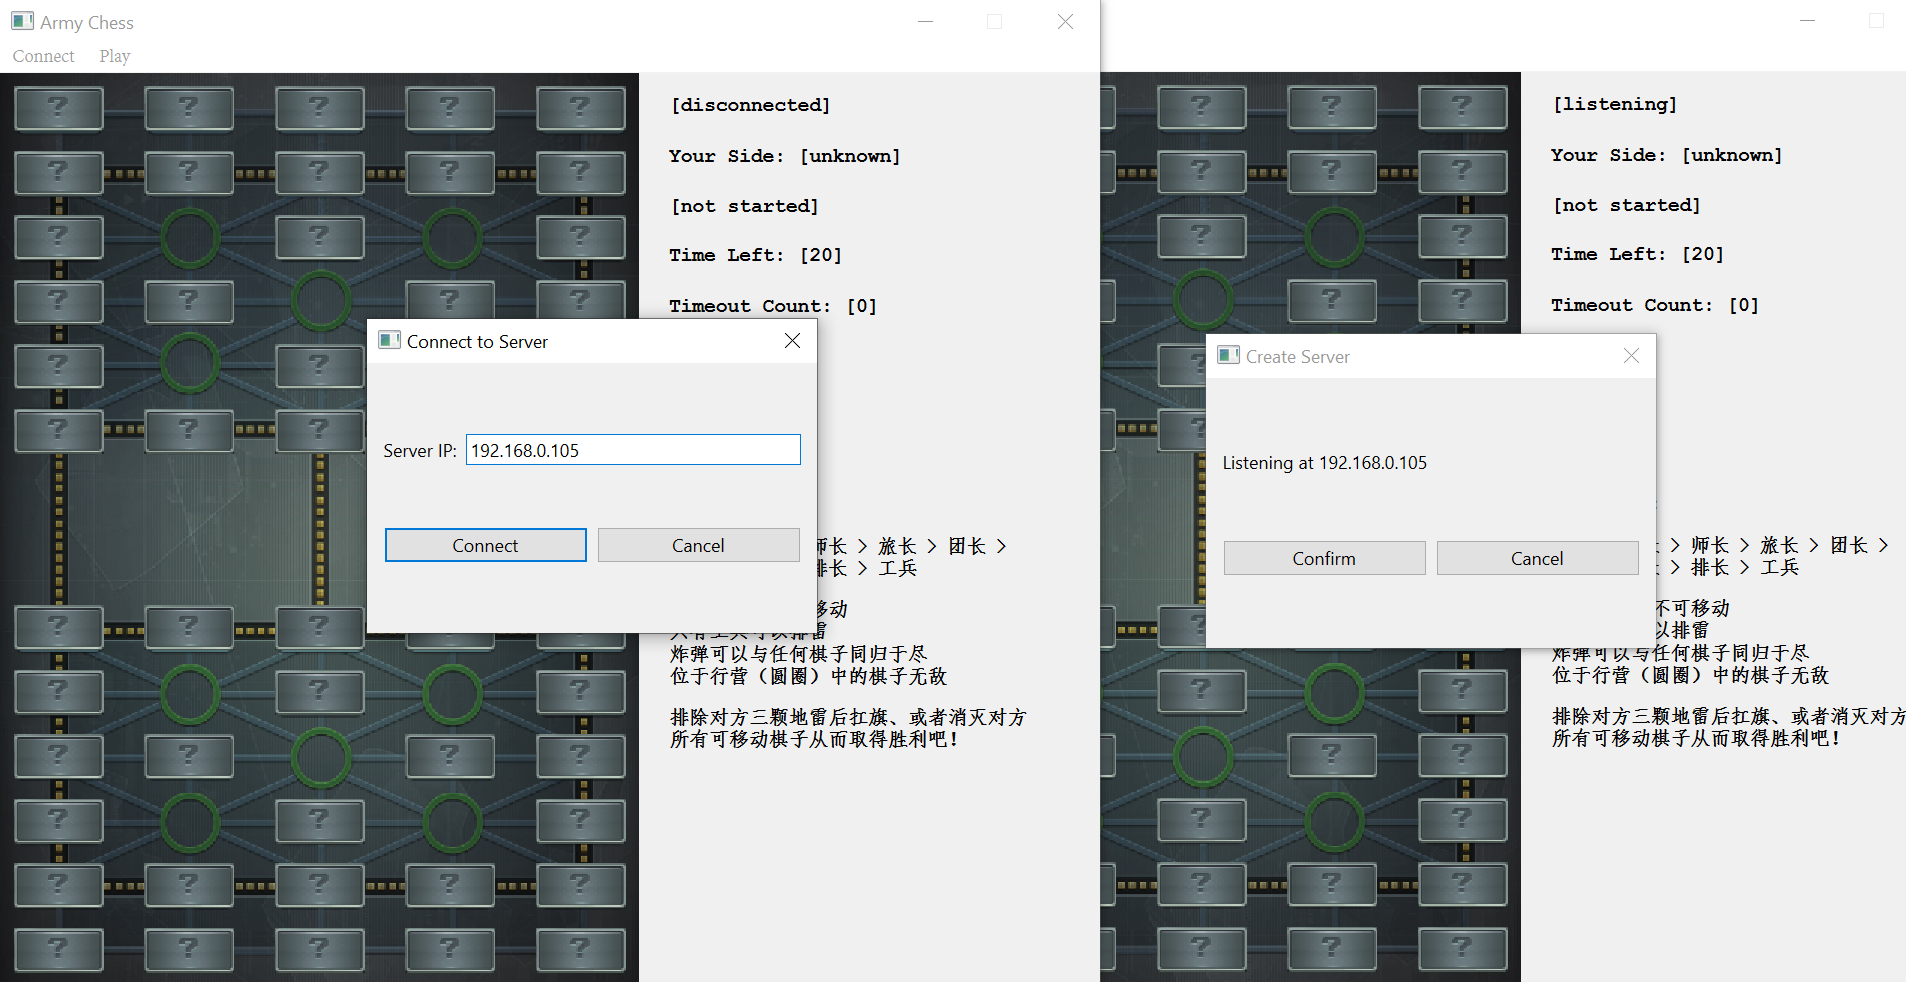 Army Chess
Connect Play
[disconnected]
Your Side: [unknown]
[not started]
Time Left: [20]
Timeout Count: [0]
Connect to Server
Server IP: 192.168.0.105
Connect Cancel
师长 > 旅长 > 团长 >
排长 > 工兵
移动
只有工兵可以排雷
炸弹可以与任何棋子同归于尽
位于行营（圆圈）中的棋子无敌
排除对方三颗地雷后扛旗、或者消灭对方
所有可移动棋子从而取得胜利吧！
[listening]
Your Side: [unknown]
[not started]
Time Left: [20]
Timeout Count: [0]
Create Server
Listening at 192.168.0.105
Confirm Cancel
> 师长 > 旅长 > 团长 >
> 排长 > 工兵
不可移动
以排雷
炸弹可以与任何棋子同归于尽
位于行营（圆圈）中的棋子无敌
排除对方三颗地雷后扛旗、或者消灭对方
所有可移动棋子从而取得胜利吧！